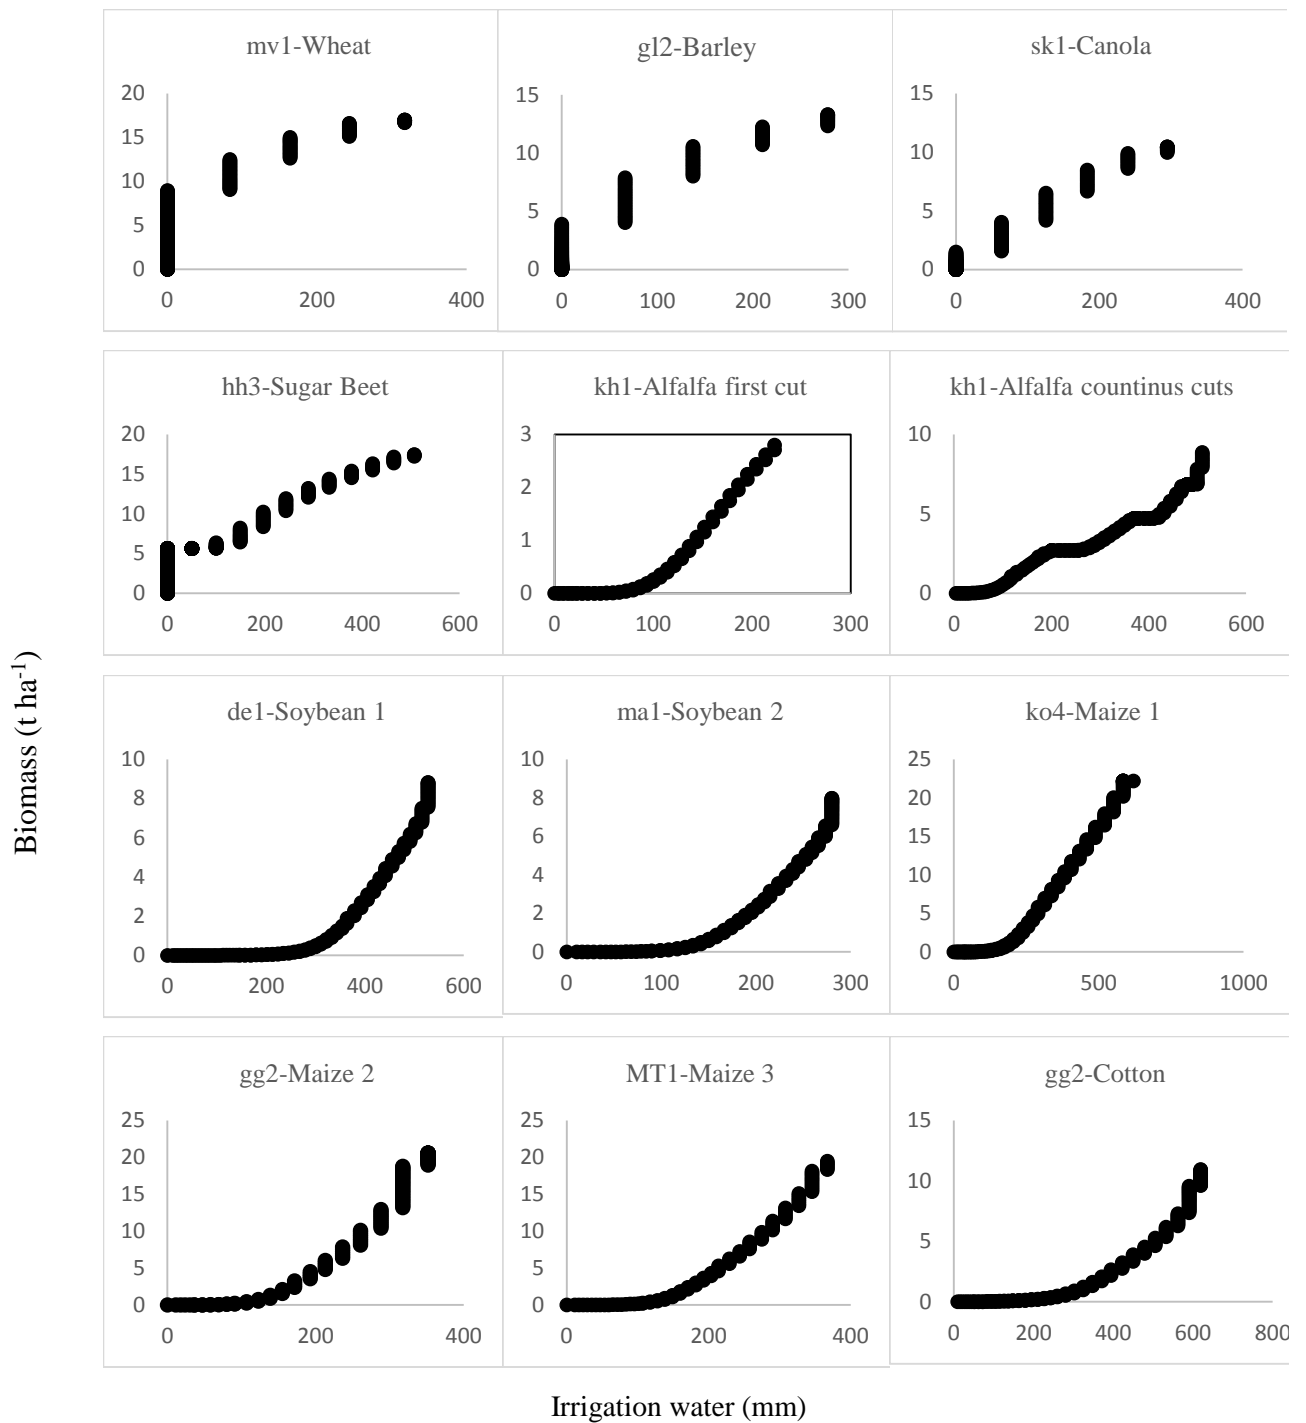 mv1-Wheat
20
15
10
5
0
0 200 400
gl2-Barley
15
10
5
0
0 100 200 300
sk1-Canola
15
10
5
0
0 200 400
hh3-Sugar Beet
20
15
10
5
0
0 200 400 600
kh1-Alfalfa first cut
3
2
1
0
0 100 200 300
kh1-Alfalfa countinus cuts
10
5
0
0 200 400 600
Biomass (t ha⁻¹)
de1-Soybean 1
10
8
6
4
2
0
0 200 400 600
ma1-Soybean 2
10
8
6
4
2
0
0 100 200 300
ko4-Maize 1
25
20
15
10
5
0
0 500 1000
gg2-Maize 2
25
20
15
10
5
0
0 200 400
MT1-Maize 3
25
20
15
10
5
0
0 200 400
gg2-Cotton
15
10
5
0
0 200 400 600 800
Irrigation water (mm)